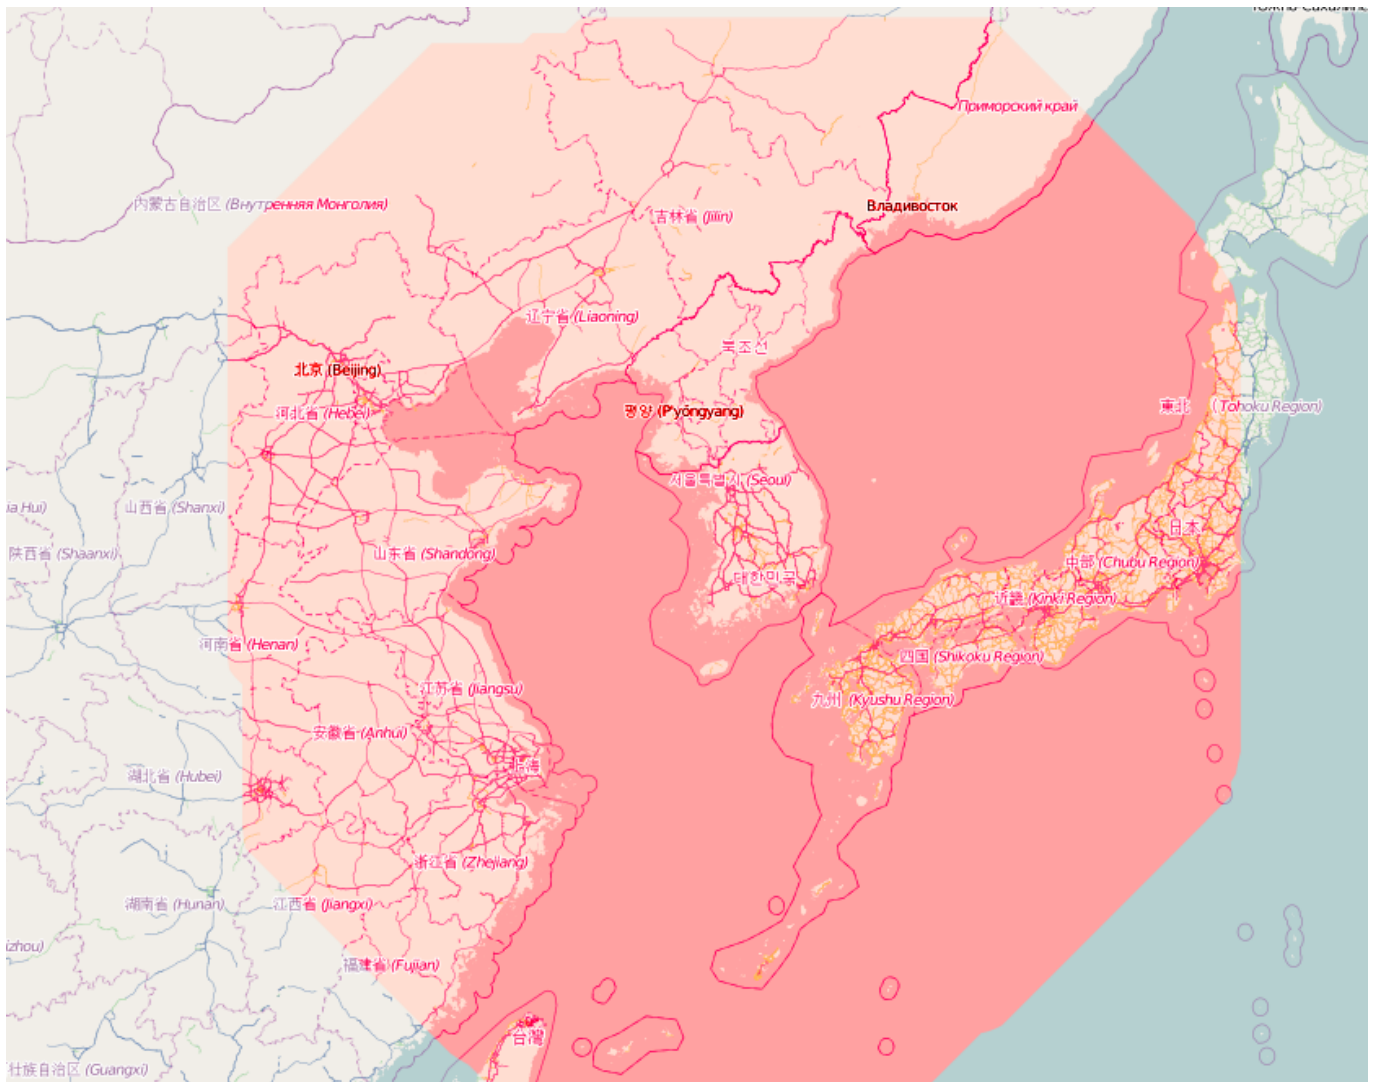 Южно-Сахалинс
Приморский край
内蒙古自治区 (Внутренняя Монголия)
Владивосток
吉林省 (Jilin)
辽宁省 (Liaoning)
북조선
北京 (Beijing)
河北省 (Hebei)
평양 (P'yŏngyang)
東北 (Tohoku Region)
서울특별시 (Seoul)
ia Hui)
山西省 (Shanxi)
日本
陕西省 (Shaanxi)
山东省 (Shandong)
中部 (Chubu Region)
대한민국
近畿 (Kinki Region)
河南省 (Henan)
四国 (Shikoku Region)
江苏省 (Jiangsu)
九州 (Kyushu Region)
安徽省 (Anhui)
上海
湖北省 (Hubei)
浙江省 (Zhejiang)
湖南省 (Hunan)
江西省 (Jiangxi)
izhou)
福建省 (Fujian)
台灣
壮族自治区 (Guangxi)